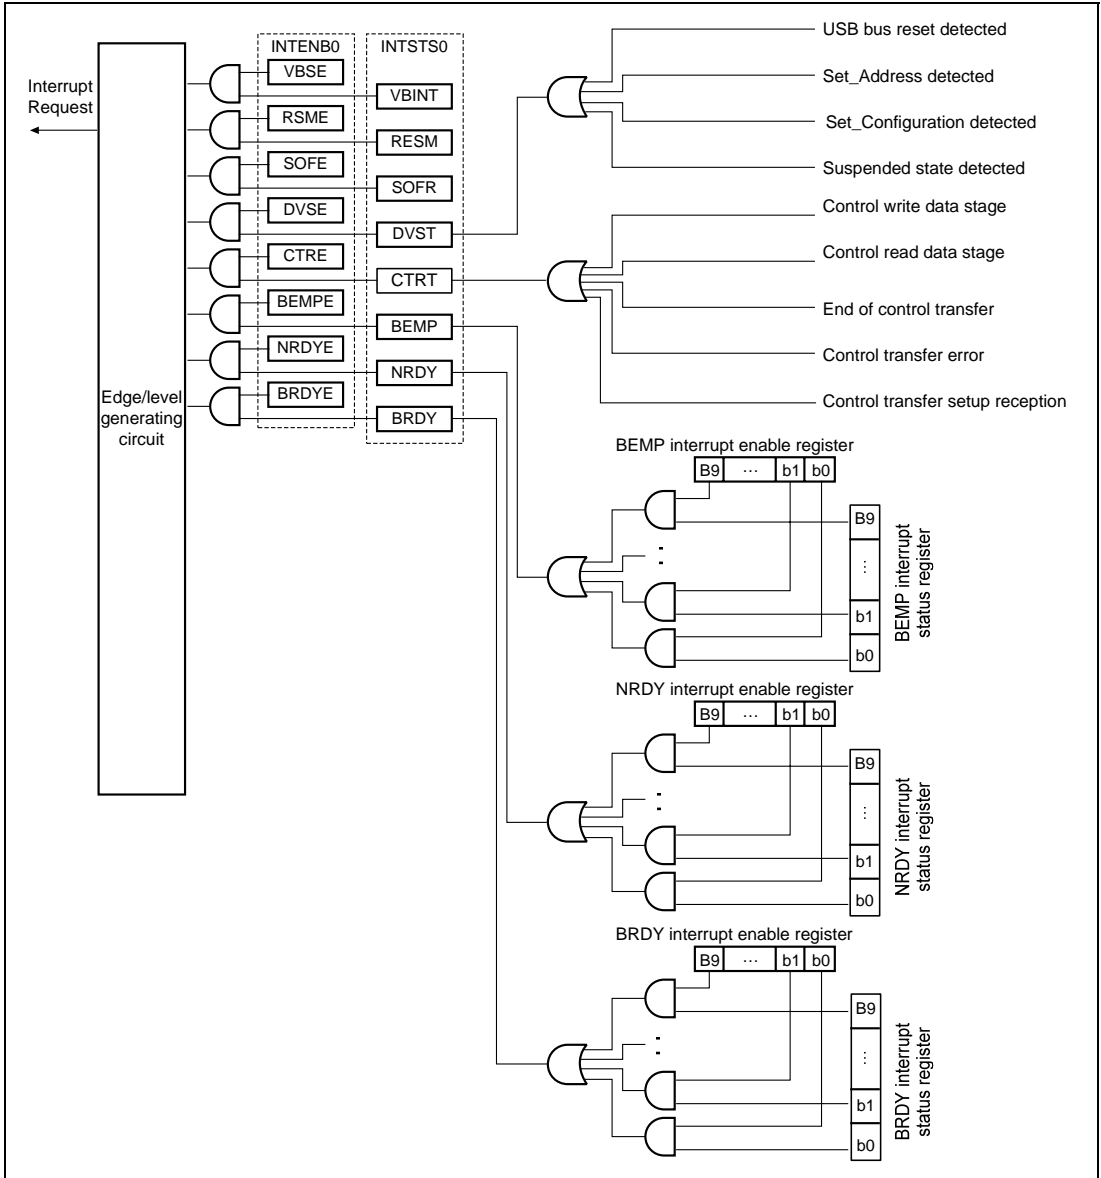 INTENB0
INTSTS0
VBSE
VBINT
RSME
RESM
SOFE
SOFR
DVSE
DVST
CTRE
CTRT
BEMPE
BEMP
NRDYE
NRDY
BRDYE
BRDY
Interrupt
Request
Edge/level
generating
circuit
USB bus reset detected
Set_Address detected
Set_Configuration detected
Suspended state detected
Control write data stage
Control read data stage
End of control transfer
Control transfer error
Control transfer setup reception
BEMP interrupt enable register
B9 ... b1 b0
B9
...
b1
b0
BEMP interrupt
status register
NRDY interrupt enable register
B9 ... b1 b0
B9
...
b1
b0
NRDY interrupt
status register
BRDY interrupt enable register
B9 ... b1 b0
B9
...
b1
b0
BRDY interrupt
status register